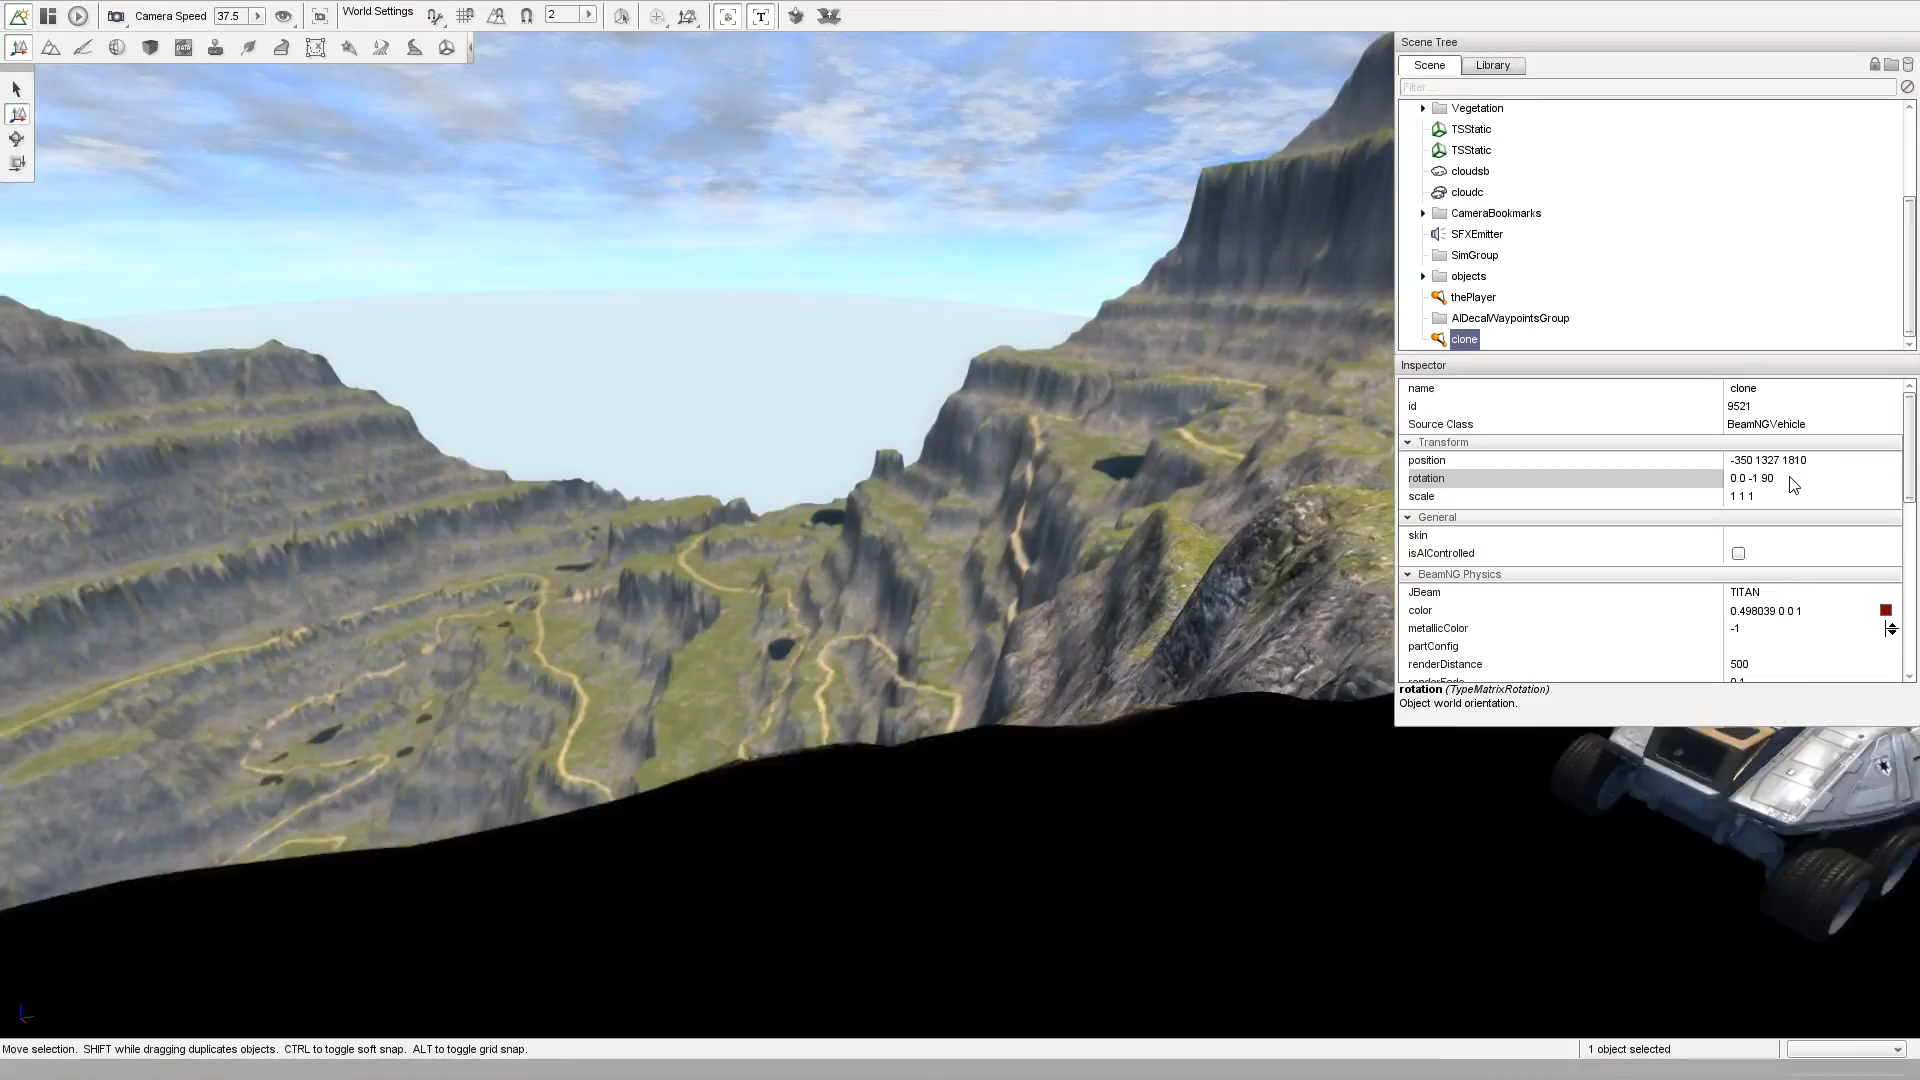 Camera Speed 37.5 World Settings 2
DATA
T
Scene Tree
Scene Library
Filter...
Vegetation
TSStatic
TSStatic
cloudsb
cloudc
CameraBookmarks
SFXEmitter
SimGroup
objects
thePlayer
AIDecalWaypointsGroup
clone
Inspector
name clone
id 9521
Source Class BeamNGVehicle
Transform
position -350 1327 1810
rotation 0 0 -1 90
scale 1 1 1
General
skin
isAIControlled
BeamNG Physics
JBeam TITAN
color 0.498039 0 0 1
metallicColor -1
partConfig
renderDistance 500
renderFade 0.1
rotation (TypeMatrixRotation)
Object world orientation.
Move selection. SHIFT while dragging duplicates objects. CTRL to toggle soft snap. ALT to toggle grid snap.
1 object selected